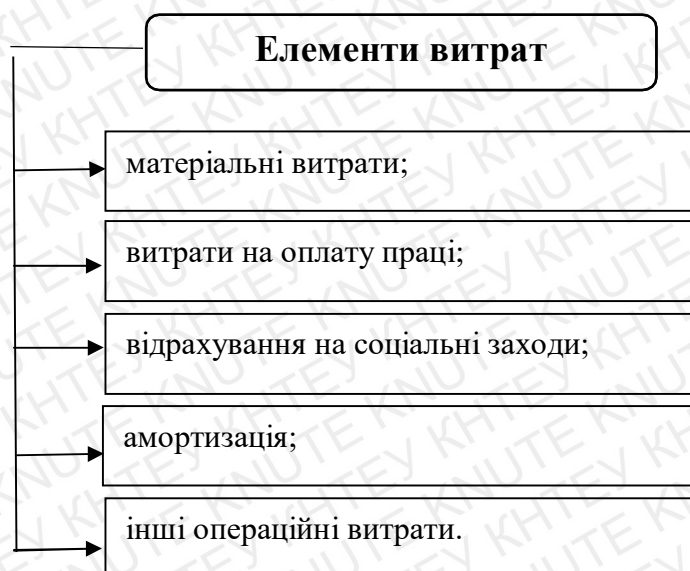 Елементи витрат
матеріальні витрати;
витрати на оплату праці;
відрахування на соціальні заходи;
амортизація;
інші операційні витрати.